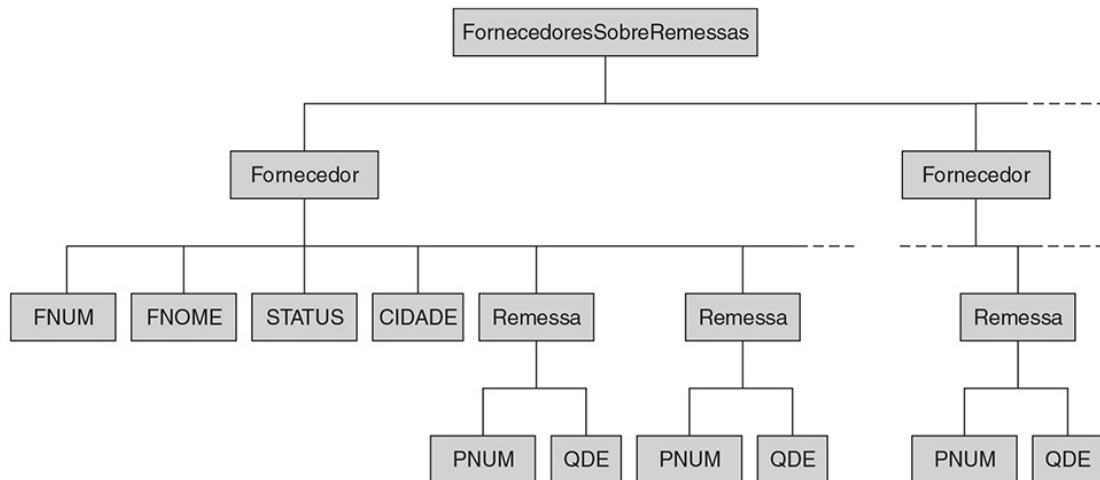 FornecedoresSobreRemessas
Fornecedor
Fornecedor
FNUM
FNOME
STATUS
CIDADE
Remessa
Remessa
Remessa
PNUM
QDE
PNUM
QDE
PNUM
QDE